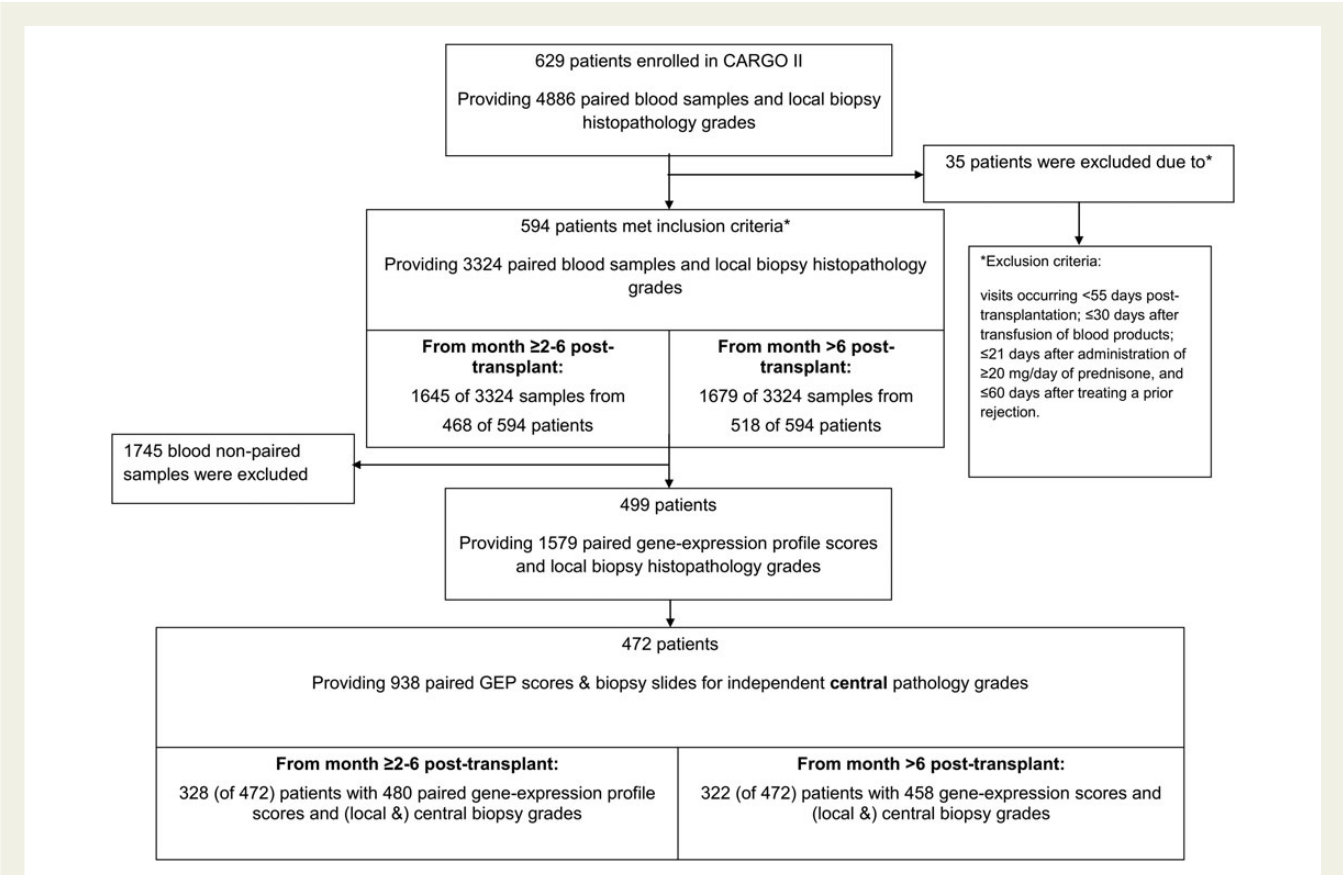 629 patients enrolled in CARGO II
Providing 4886 paired blood samples and local biopsy
histopathology grades
35 patients were excluded due to*
594 patients met inclusion criteria*
Providing 3324 paired blood samples and local biopsy histopathology
grades
*Exclusion criteria:
visits occurring <55 days post-
transplantation; ≤30 days after
transfusion of blood products;
≤21 days after administration of
≥20 mg/day of prednisone, and
≤60 days after treating a prior
rejection.
From month ≥2-6 post-
transplant:
1645 of 3324 samples from
468 of 594 patients
From month >6 post-
transplant:
1679 of 3324 samples from
518 of 594 patients
1745 blood non-paired
samples were excluded
499 patients
Providing 1579 paired gene-expression profile scores
and local biopsy histopathology grades
472 patients
Providing 938 paired GEP scores & biopsy slides for independent central pathology grades
From month ≥2-6 post-transplant:
328 (of 472) patients with 480 paired gene-expression profile
scores and (local &) central biopsy grades
From month >6 post-transplant:
322 (of 472) patients with 458 gene-expression scores and
(local &) central biopsy grades